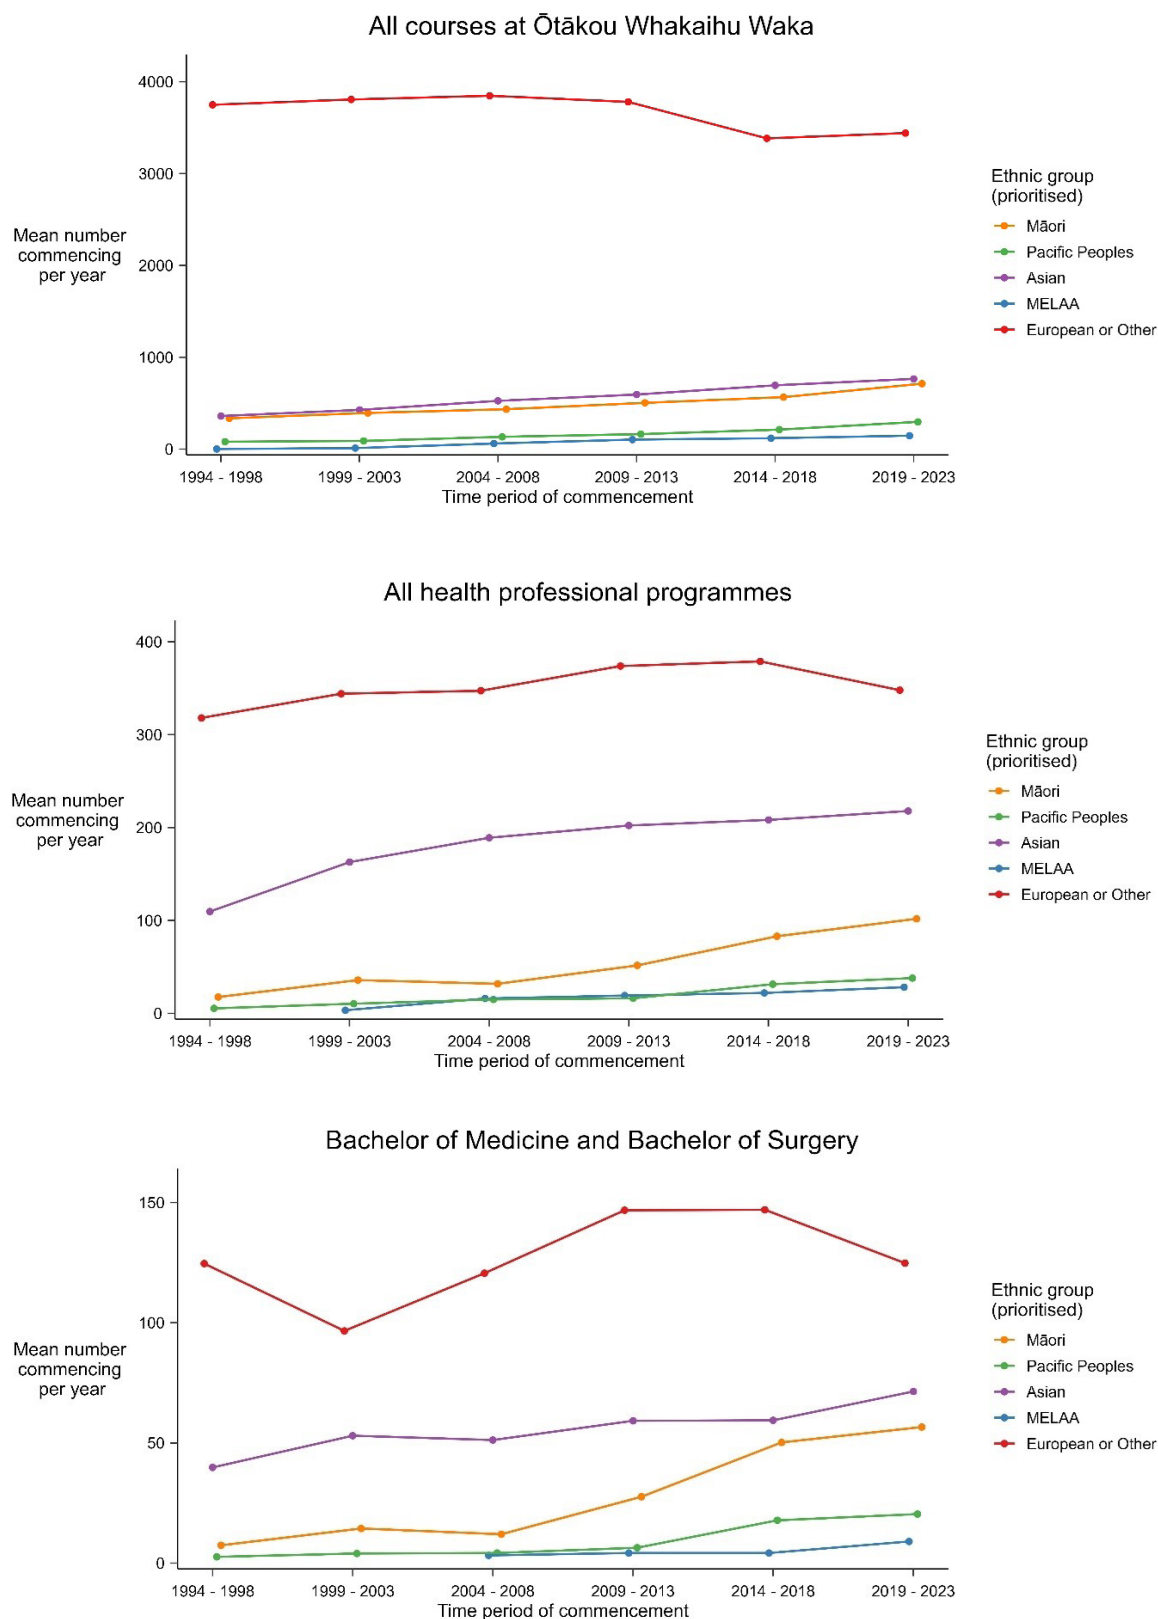 All courses at Ōtākou Whakaihu Waka
4000
3000
2000
1000
0
Mean number
commencing
per year
1994 - 1998
1999 - 2003
2004 - 2008
2009 - 2013
2014 - 2018
2019 - 2023
Time period of commencement
Ethnic group
(prioritised)
Māori
Pacific Peoples
Asian
MELAA
European or Other
All health professional programmes
400
300
200
100
0
Mean number
commencing
per year
1994 - 1998
1999 - 2003
2004 - 2008
2009 - 2013
2014 - 2018
2019 - 2023
Time period of commencement
Ethnic group
(prioritised)
Māori
Pacific Peoples
Asian
MELAA
European or Other
Bachelor of Medicine and Bachelor of Surgery
150
100
50
0
Mean number
commencing
per year
1994 - 1998
1999 - 2003
2004 - 2008
2009 - 2013
2014 - 2018
2019 - 2023
Time period of commencement
Ethnic group
(prioritised)
Māori
Pacific Peoples
Asian
MELAA
European or Other